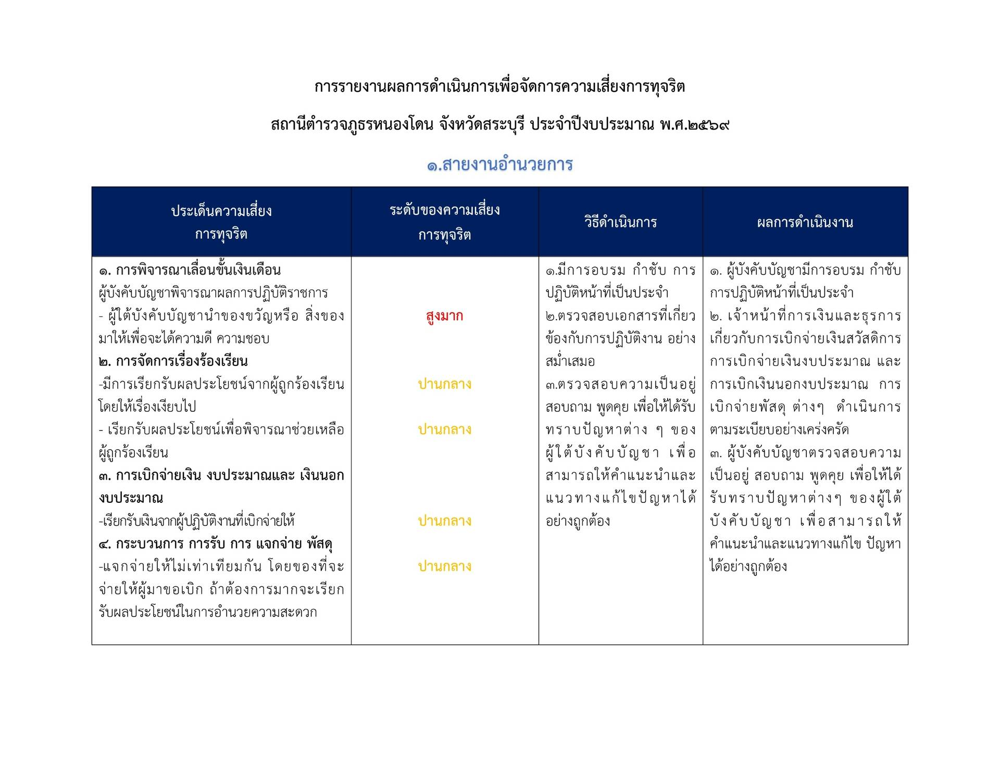 การรายงานผลการดำเนินการเพื่อจัดการความเสี่ยงการทุจริต
สถานีตำรวจภูธรหนองโดน จังหวัดสระบุรี ประจำปีงบประมาณ พ.ศ.๒๕๖๙
๑.สายงานอำนวยการ
ประเด็นความเสี่ยง
การทุจริต
ระดับของความเสี่ยง
การทุจริต
วิธีดำเนินการ
ผลการดำเนินงาน
๑. การพิจารณาเลื่อนขั้นเงินเดือน
ผู้บังคับบัญชาพิจารณาผลการปฏิบัติราชการ
- ผู้ใต้บังคับบัญชานำของขวัญหรือ สิ่งของ
มาให้เพื่อจะได้ความดี ความชอบ
๒. การจัดการเรื่องร้องเรียน
-มีการเรียกรับผลประโยชน์จากผู้ถูกร้องเรียน
โดยให้เรื่องเงียบไป
- เรียกรับผลประโยชน์เพื่อพิจารณาช่วยเหลือ
ผู้ถูกร้องเรียน
๓. การเบิกจ่ายเงิน งบประมาณและ เงินนอก
งบประมาณ
-เรียกรับเงินจากผู้ปฏิบัติงานที่เบิกจ่ายให้
๔. กระบวนการ การรับ การ แจกจ่าย พัสดุ
-แจกจ่ายให้ไม่เท่าเทียมกัน โดยของที่จะ
จ่ายให้ผู้มาขอเบิก ถ้าต้องการมากจะเรียก
รับผลประโยชน์ในการอำนวยความสะดวก
สูงมาก
ปานกลาง
ปานกลาง
ปานกลาง
ปานกลาง
๑.มีการอบรม กำชับ การ
ปฏิบัติหน้าที่เป็นประจำ
๒.ตรวจสอบเอกสารที่เกี่ยว
ข้องกับการปฏิบัติงาน อย่าง
สม่ำเสมอ
๓.ตรวจสอบความเป็นอยู่
สอบถาม พูดคุย เพื่อให้ได้รับ
ทราบปัญหาต่าง ๆ ของ
ผู้ใต้บังคับบัญชา เพื่อ
สามารถให้คำแนะนำและ
แนวทางแก้ไขปัญหาได้
อย่างถูกต้อง
๑. ผู้บังคับบัญชามีการอบรม กำชับ
การปฏิบัติหน้าที่เป็นประจำ
๒. เจ้าหน้าที่การเงินและธุรการ
เกี่ยวกับการเบิกจ่ายเงินสวัสดิการ
การเบิกจ่ายเงินงบประมาณ และ
การเบิกเงินนอกงบประมาณ การ
เบิกจ่ายพัสดุ ต่างๆ ดำเนินการ
ตามระเบียบอย่างเคร่งครัด
๓. ผู้บังคับบัญชาตรวจสอบความ
เป็นอยู่ สอบถาม พูดคุย เพื่อให้ได้
รับทราบปัญหาต่างๆ ของผู้ใต้
บังคับบัญชา เพื่อสามารถให้
คำแนะนำและแนวทางแก้ไข ปัญหา
ได้อย่างถูกต้อง